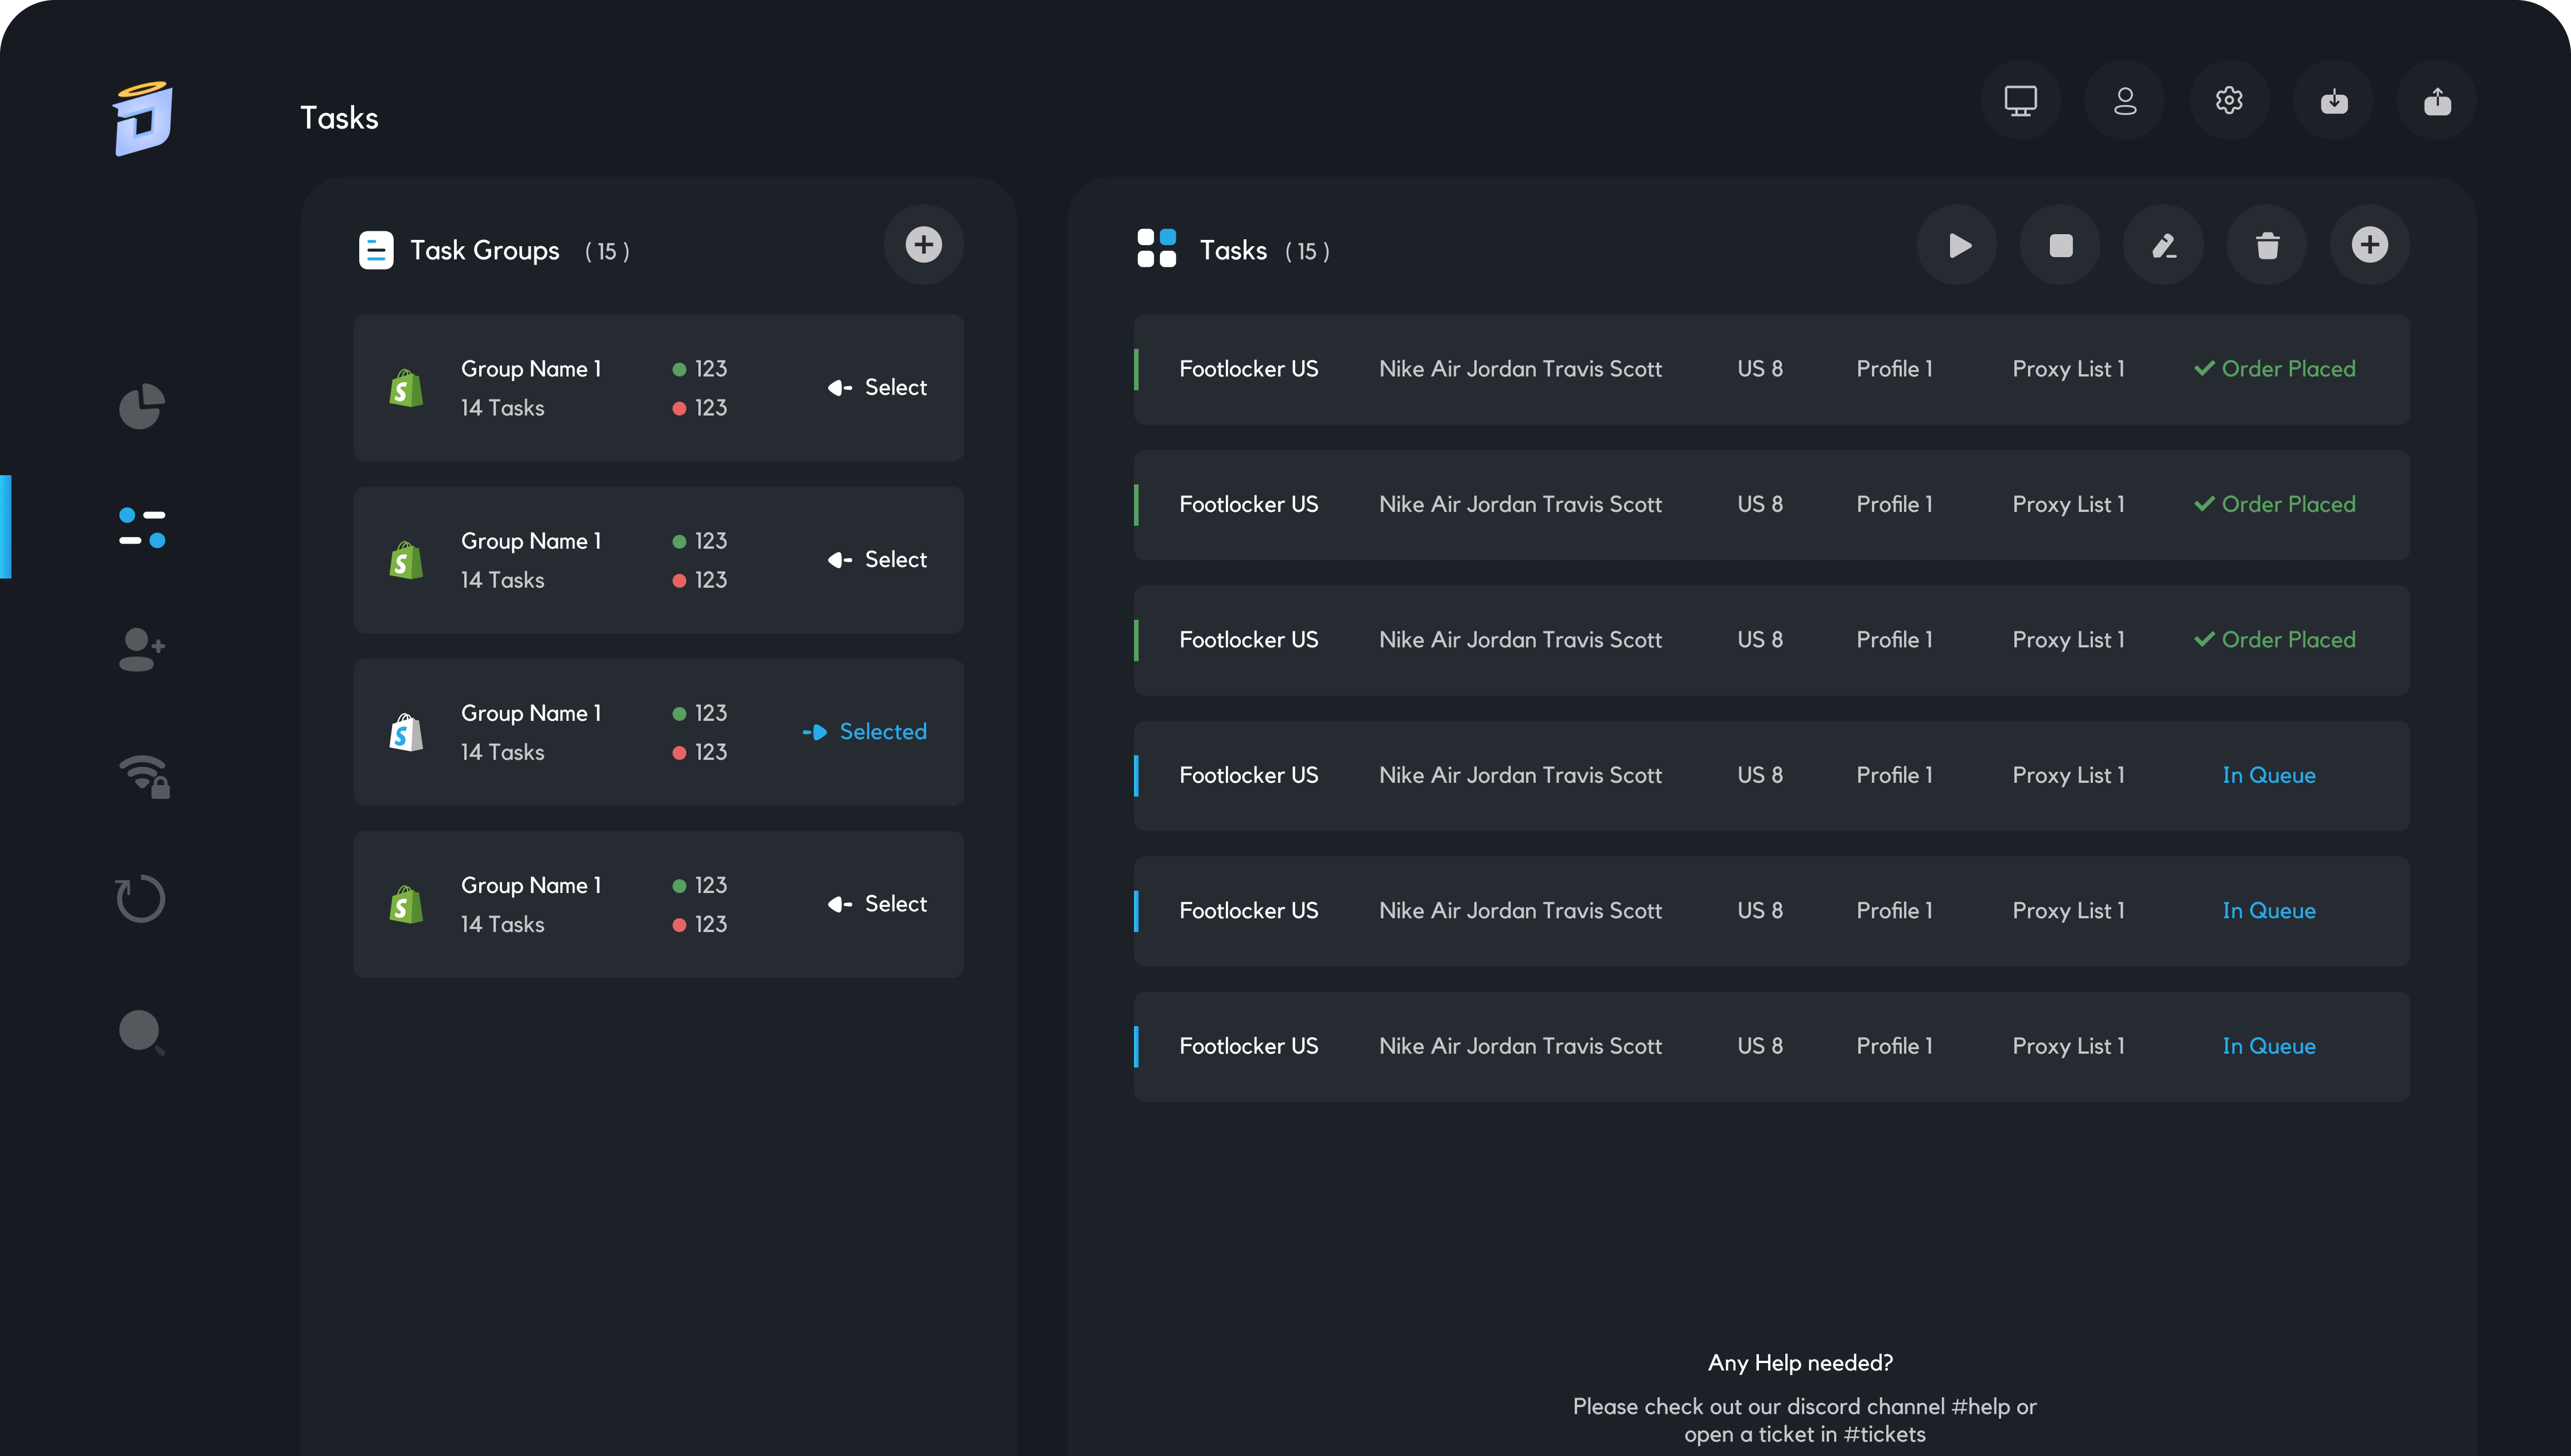 Tasks
Task Groups ( 15 )
Group Name 1 123
14 Tasks 123
Select
Group Name 1 123
14 Tasks 123
Select
Group Name 1 123
14 Tasks 123
Selected
Group Name 1 123
14 Tasks 123
Select
Tasks ( 15 )
Footlocker US Nike Air Jordan Travis Scott US 8 Profile 1 Proxy List 1 Order Placed
Footlocker US Nike Air Jordan Travis Scott US 8 Profile 1 Proxy List 1 Order Placed
Footlocker US Nike Air Jordan Travis Scott US 8 Profile 1 Proxy List 1 Order Placed
Footlocker US Nike Air Jordan Travis Scott US 8 Profile 1 Proxy List 1 In Queue
Footlocker US Nike Air Jordan Travis Scott US 8 Profile 1 Proxy List 1 In Queue
Footlocker US Nike Air Jordan Travis Scott US 8 Profile 1 Proxy List 1 In Queue
Any Help needed?
Please check out our discord channel #help or
open a ticket in #tickets